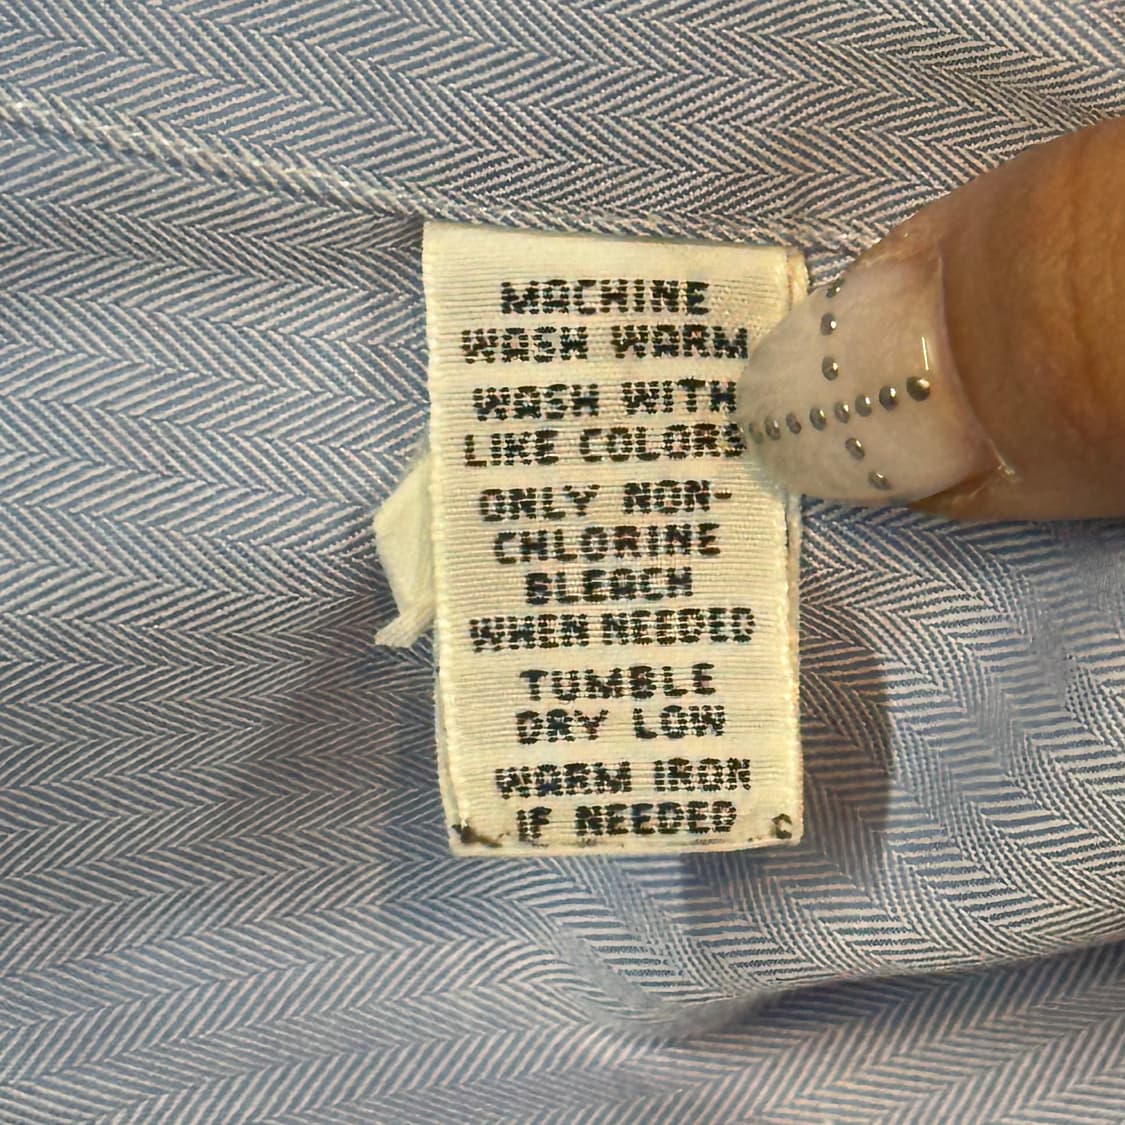 MACHINE
WASH WARM
WASH WITH
LIKE COLORS
ONLY NON-
CHLORINE
BLEACH
WHEN NEEDED
TUMBLE
DRY LOW
WARM IRON
IF NEEDED